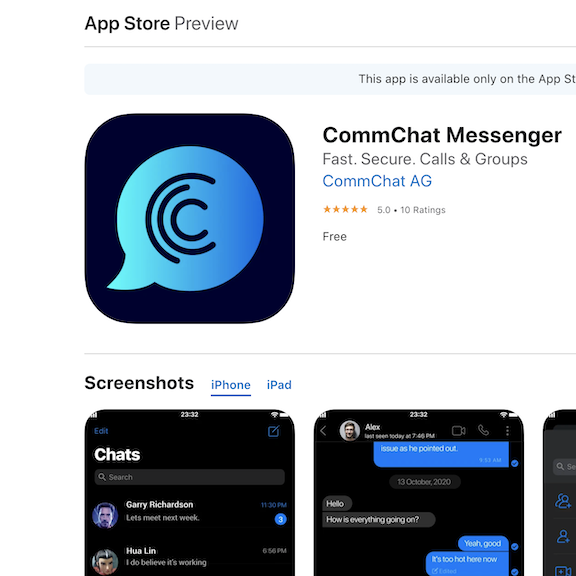 App Store Preview
This app is available only on the App St
CommChat Messenger
Fast. Secure. Calls & Groups
CommChat AG
★★★★★ 5.0 • 10 Ratings
Free
Screenshots iPhone iPad
23:32
Edit
Chats
Search
Garry Richardson 11:30 PM
Lets meet next week. 3
Hua Lin 6:56 PM
I do believe it's working
23:32
Alex
last seen today at 7:46 PM
issue as he pointed out.
9:53 AM
13 October, 2020
Hello
How is everything going on?
Yeah, good
It's too hot here now
Edited
Se